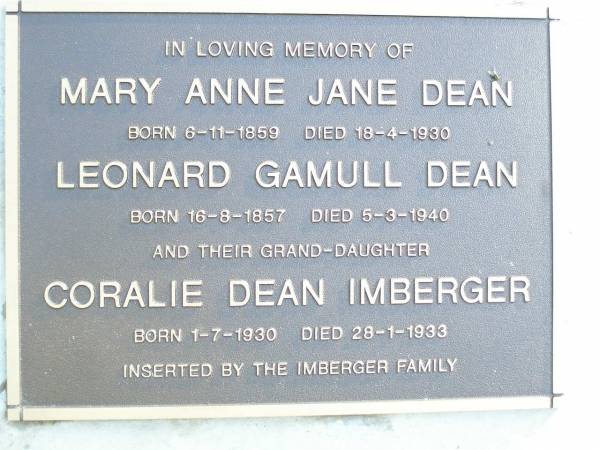 IN LOVING MEMORY OF
MARY ANNE JANE DEAN
BORN 6-11-1859 DIED 18-4-1930
LEONARD GAMULL DEAN
BORN 16-8-1857 DIED 5-3-1940
AND THEIR GRAND-DAUGHTER
CORALIE DEAN IMBERGER
BORN 1-7-1930 DIED 28-1-1933
INSERTED BY THE IMBERGER FAMILY